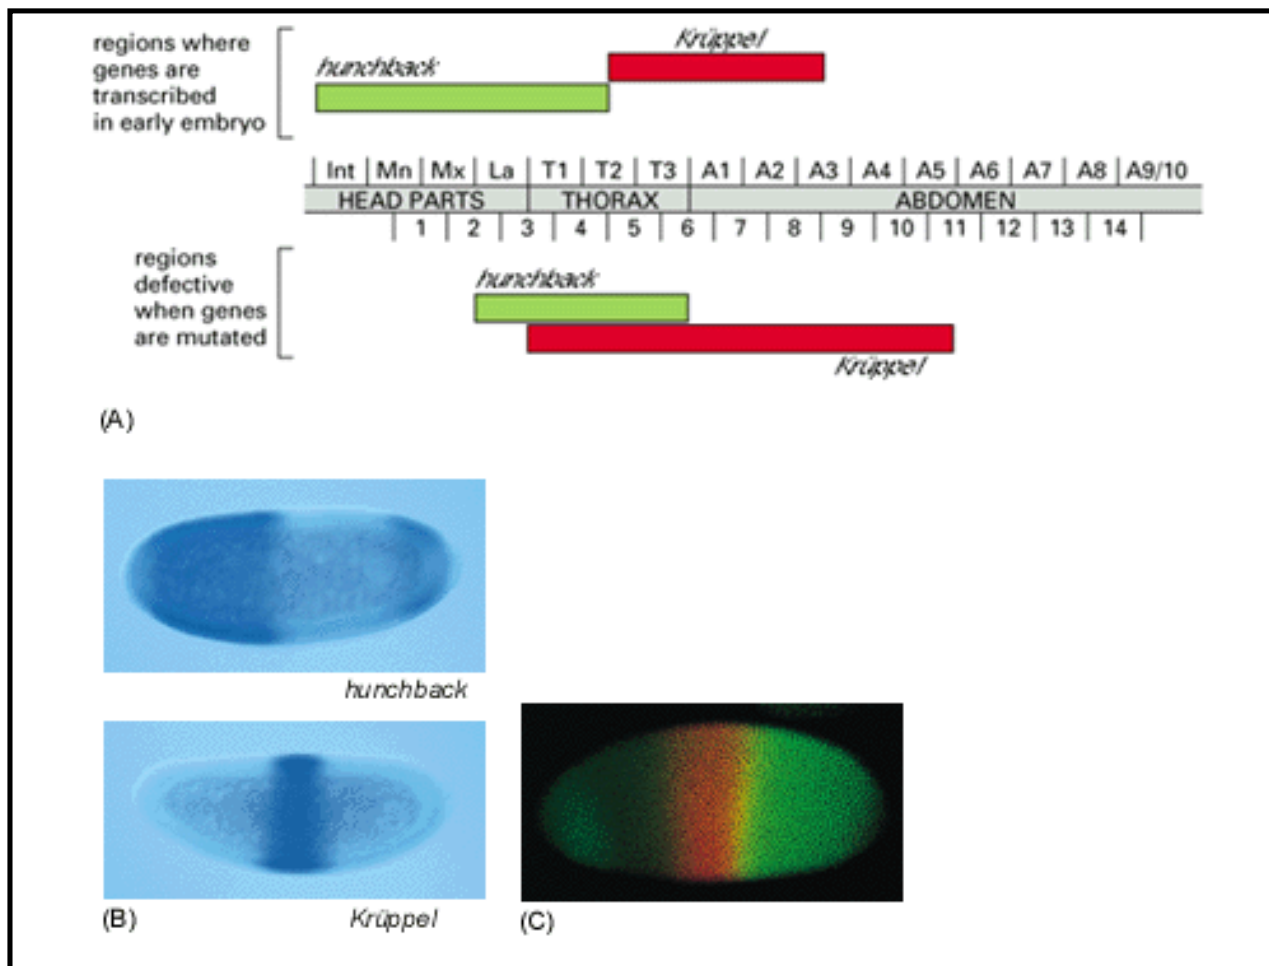 regions where
genes are
transcribed
in early embryo
hunchback
Krüppel
Int Mn Mx La T1 T2 T3 A1 A2 A3 A4 A5 A6 A7 A8 A9/10
HEAD PARTS THORAX ABDOMEN
1 2 3 4 5 6 7 8 9 10 11 12 13 14
regions
defective
when genes
are mutated
hunchback
Krüppel
(A)
hunchback
(B) Krüppel
(C)